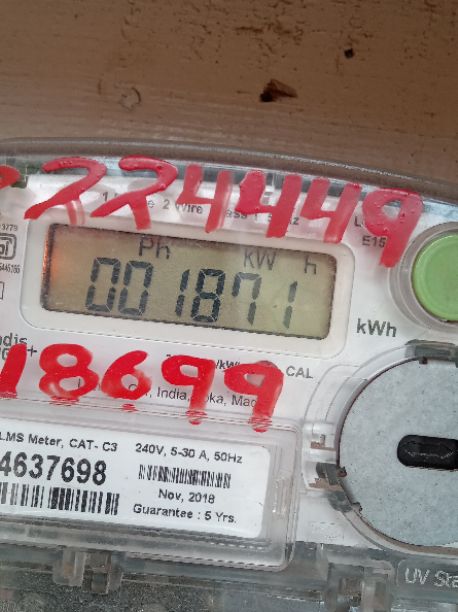 224449
E15
Ph kW h
001871
kWh
18699
CAL
India,
LMS Meter, CAT- C3
240V, 5-30 A, 50Hz
4637698
Nov, 2018
Guarantee : 5 Yrs.
UV Sta